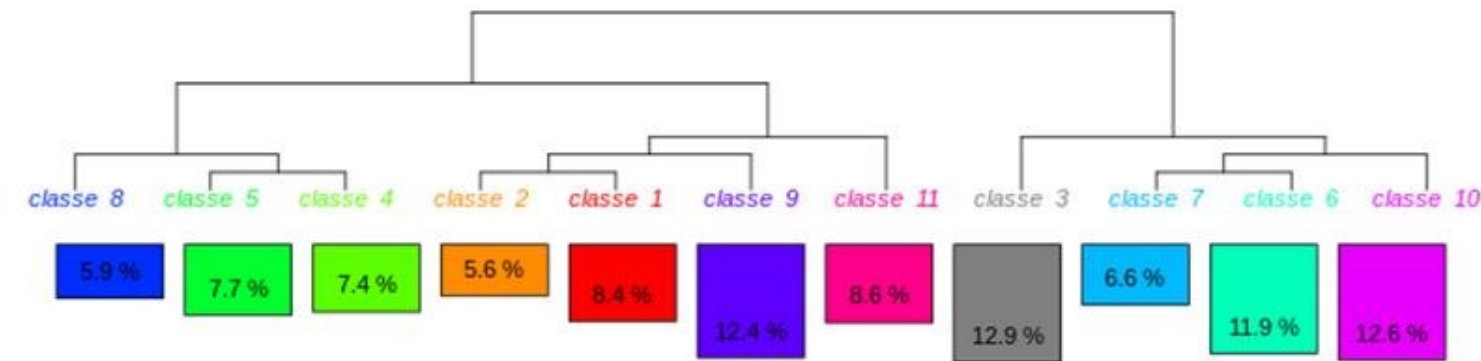 classe 8 classe 5 classe 4 classe 2 classe 1 classe 9 classe 11 classe 3 classe 7 classe 6 classe 10
5.9 % 7.7 % 7.4 % 5.6 % 8.4 % 12.4 % 8.6 % 12.9 % 6.6 % 11.9 % 12.6 %